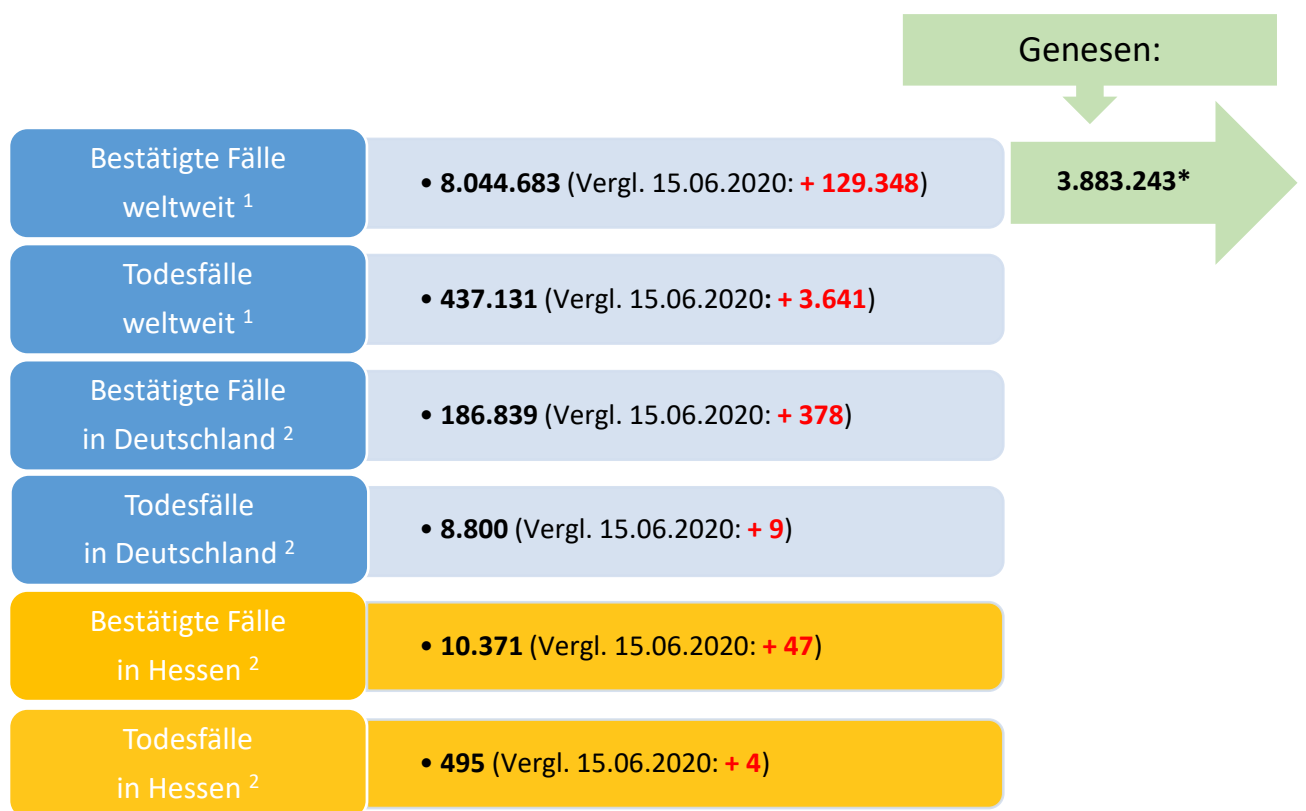 Genesen:
Bestätigte Fälle
weltweit ¹
• 8.044.683 (Vergl. 15.06.2020: + 129.348)
3.883.243*
Todesfälle
weltweit ¹
• 437.131 (Vergl. 15.06.2020: + 3.641)
Bestätigte Fälle
in Deutschland ²
• 186.839 (Vergl. 15.06.2020: + 378)
Todesfälle
in Deutschland ²
• 8.800 (Vergl. 15.06.2020: + 9)
Bestätigte Fälle
in Hessen ²
• 10.371 (Vergl. 15.06.2020: + 47)
Todesfälle
in Hessen ²
• 495 (Vergl. 15.06.2020: + 4)